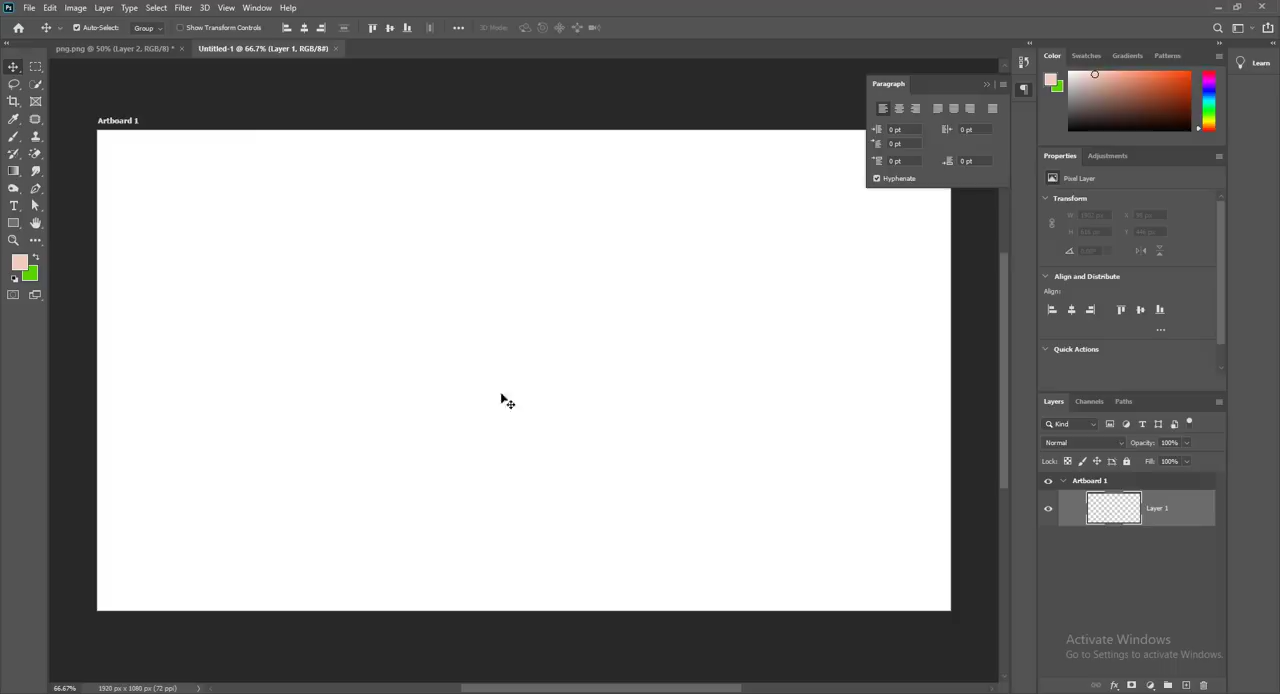 Ps File Edit Image Layer Type Select Filter 3D View Window Help
Auto-Select: Group Show Transform Controls 3D Mode:
png.png @ 50% (Layer 2, RGB/8) * × Untitled-1 @ 66.7% (Layer 1, RGB/8#) ×
Color Swatches Gradients Patterns
Learn
Paragraph
Artboard 1
0 pt 0 pt
0 pt
0 pt 0 pt
Hyphenate
Properties Adjustments
Pixel Layer
Transform
Align and Distribute
Align:
Quick Actions
Layers Channels Paths
Kind
Normal Opacity: 100%
Lock: Fill: 100%
Artboard 1
Layer 1
Activate Windows
Go to Settings to activate Windows.
66.67% 1920 px x 1080 px (72 ppi)